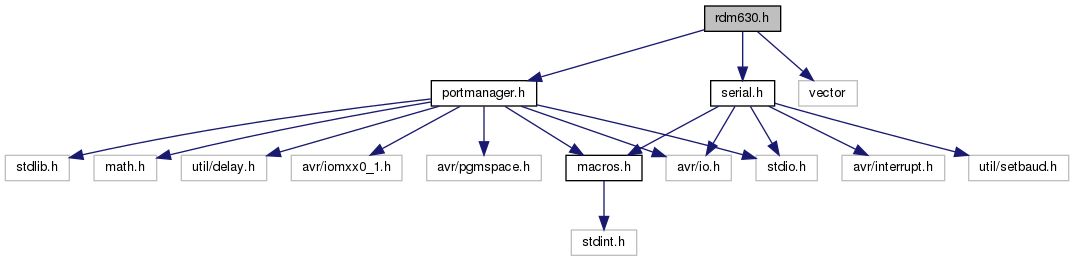 rdm630.h
portmanager.h
serial.h
vector
stdlib.h
math.h
util/delay.h
avr/iomxx0_1.h
avr/pgmspace.h
macros.h
avr/io.h
stdio.h
avr/interrupt.h
util/setbaud.h
stdint.h